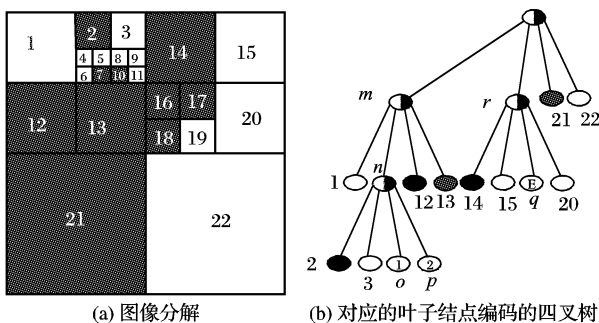 1 2 3 14 15
4 5 8 9
6 7 10 11
12 13 16 17 20
18 19
21 22
(a) 图像分解
m r 21 22
1 n 12 13 14 15 E q 20
2 3 1 o 2 p
(b) 对应的叶子结点编码的四叉树